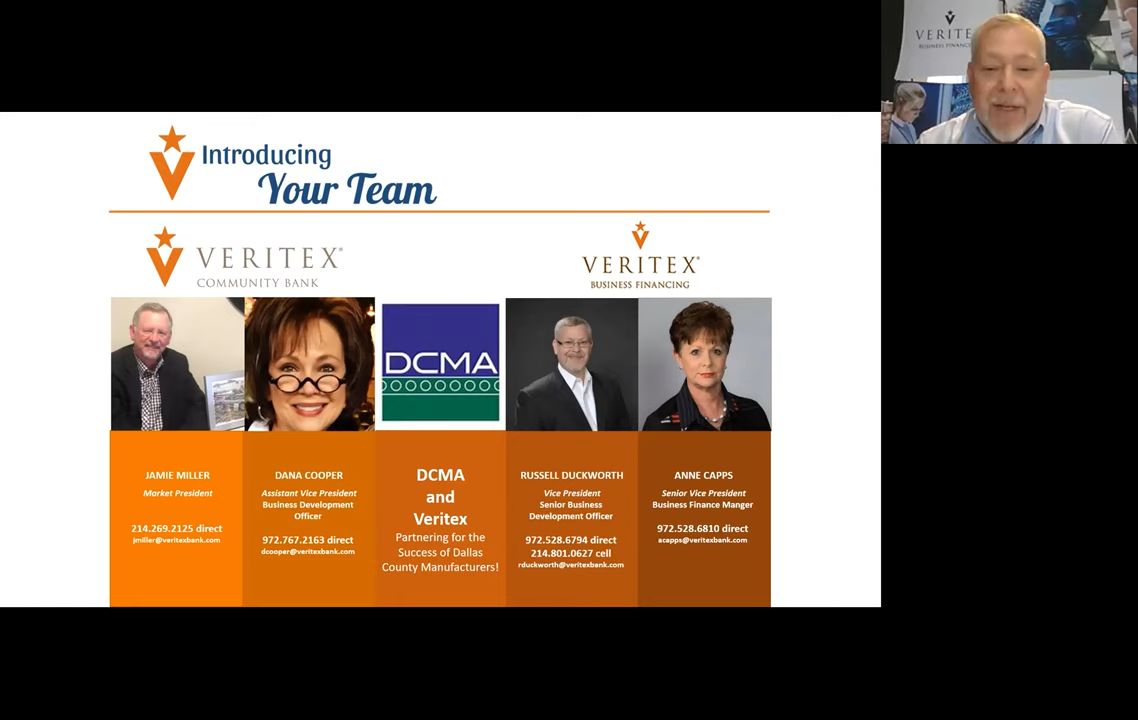 VERITE
BUSINESS FINANC
Introducing
Your Team
VERITEX®
COMMUNITY BANK
VERITEX®
BUSINESS FINANCING
DCMA
JAMIE MILLER
Market President
214.269.2125 direct
jmiller@veritexbank.com
DANA COOPER
Assistant Vice President
Business Development
Officer
972.767.2163 direct
dcooper@veritexbank.com
DCMA
and
Veritex
Partnering for the
Success of Dallas
County Manufacturers!
RUSSELL DUCKWORTH
Vice President
Senior Business
Development Officer
972.528.6794 direct
214.801.0627 cell
rduckworth@veritexbank.com
ANNE CAPPS
Senior Vice President
Business Finance Manger
972.528.6810 direct
acapps@veritexbank.com